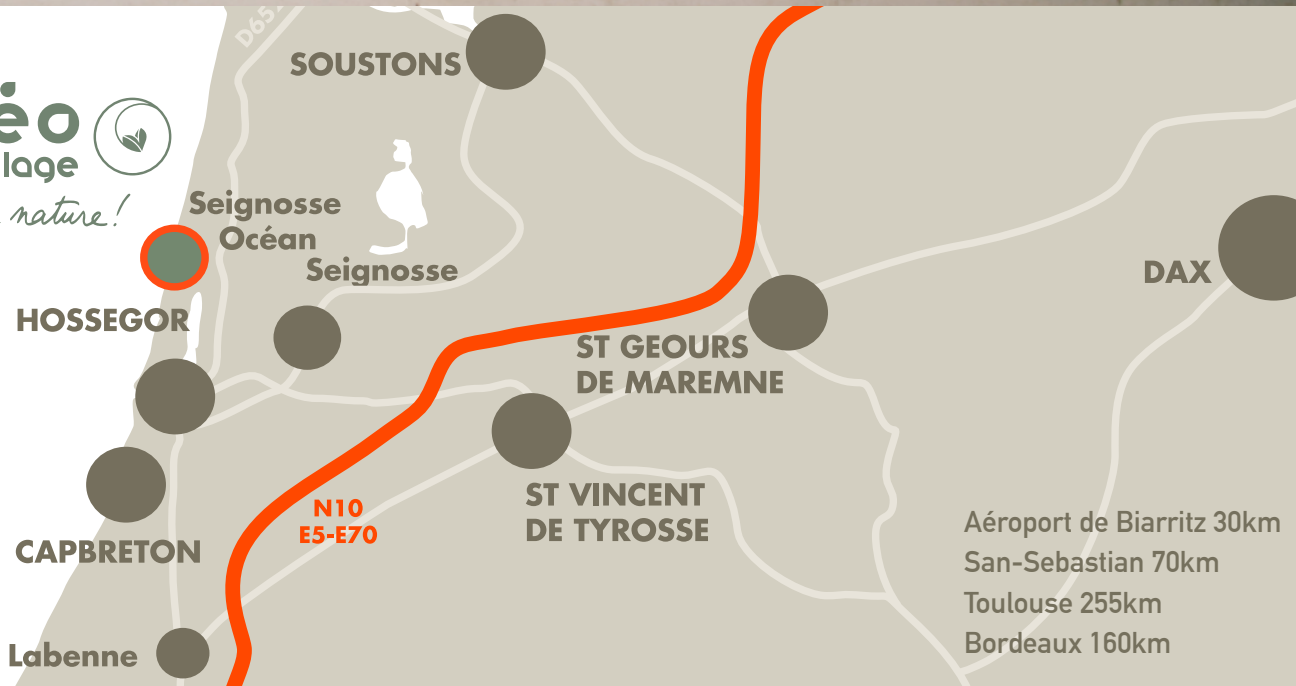 D65
SOUSTONS
éo
lage
nature!
Seignosse
Océan
Seignosse
HOSSEGOR
DAX
ST GEOURS
DE MAREMNE
N10
E5-E70
ST VINCENT
DE TYROSSE
CAPBRETON
Labenne
Aéroport de Biarritz 30km
San-Sebastian 70km
Toulouse 255km
Bordeaux 160km